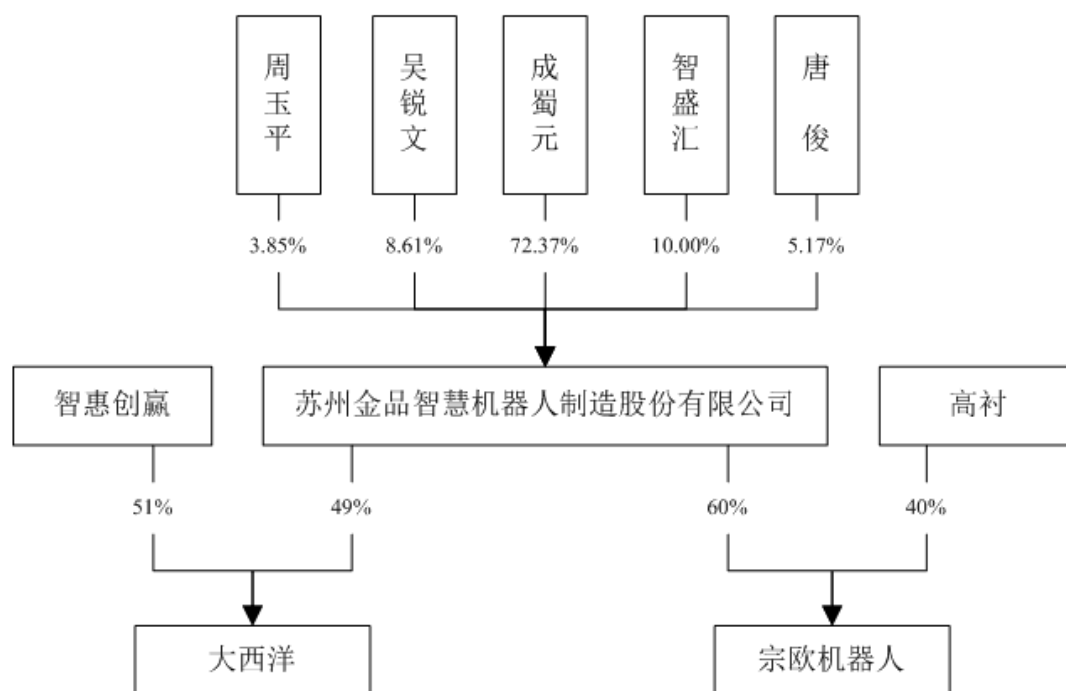 周玉平
吴锐文
成蜀元
智盛汇
唐俊
3.85%
8.61%
72.37%
10.00%
5.17%
智惠创赢
苏州金品智慧机器人制造股份有限公司
高衬
51%
49%
60%
40%
大西洋
宗欧机器人